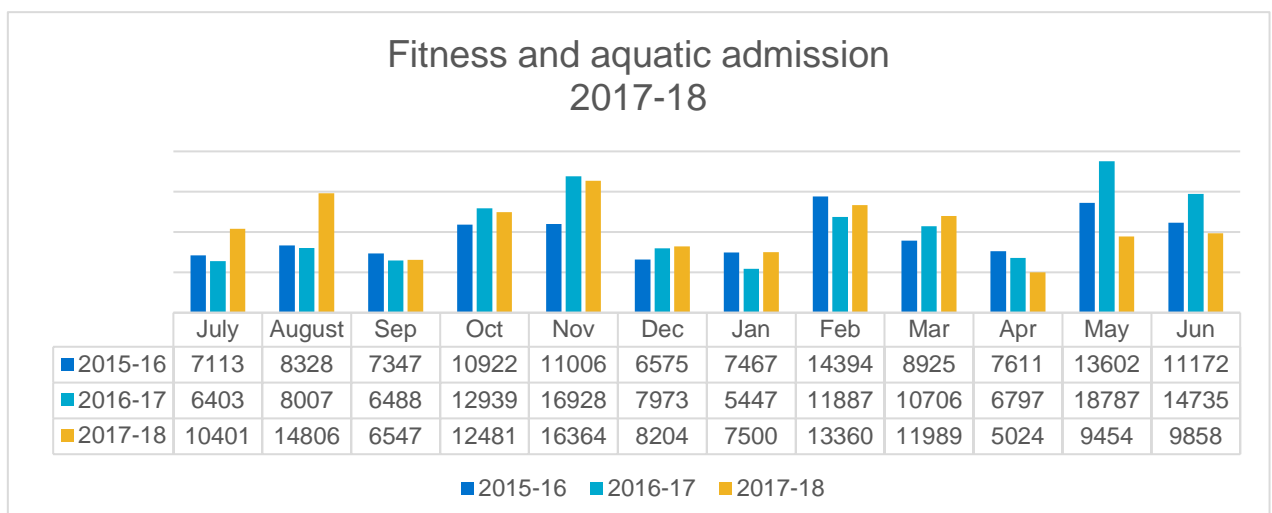 Fitness and aquatic admission
2017-18
July August Sep Oct Nov Dec Jan Feb Mar Apr May Jun
2015-16 7113 8328 7347 10922 11006 6575 7467 14394 8925 7611 13602 11172
2016-17 6403 8007 6488 12939 16928 7973 5447 11887 10706 6797 18787 14735
2017-18 10401 14806 6547 12481 16364 8204 7500 13360 11989 5024 9454 9858
2015-16 2016-17 2017-18